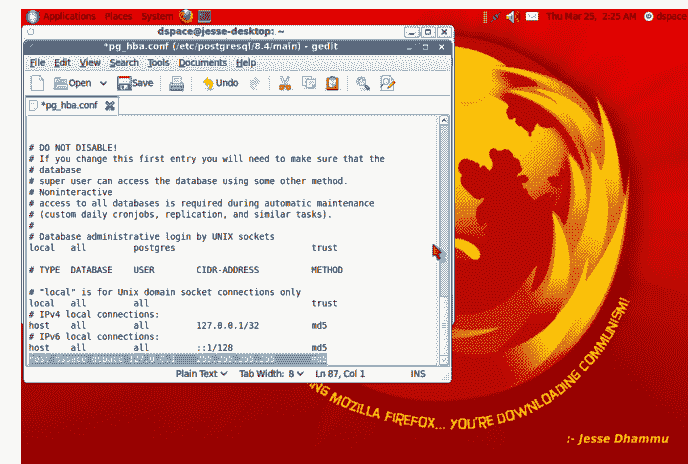 Applications Places System
Thu Mar 25, 2:25 AM dspace
dspace@jesse-desktop: ~
*pg_hba.conf (/etc/postgresql/8.4/main) - gedit
File Edit View Search Tools Documents Help
Open Save Undo
*pg_hba.conf
# DO NOT DISABLE!
# If you change this first entry you will need to make sure that the
# database
# super user can access the database using some other method.
# Noninteractive
# access to all databases is required during automatic maintenance
# (custom daily cronjobs, replication, and similar tasks).
#
# Database administrative login by UNIX sockets
local all postgres trust
# TYPE DATABASE USER CIDR-ADDRESS METHOD
# "local" is for Unix domain socket connections only
local all all trust
# IPv4 local connections:
host all all 127.0.0.1/32 md5
# IPv6 local connections:
host all all ::1/128 md5
Plain Text Tab Width: 8 Ln 87, Col 1 INS
MOZILLA FIREFOX... YOU'RE DOWNLOADING COMMUNISM!
:- Jesse Dhammu